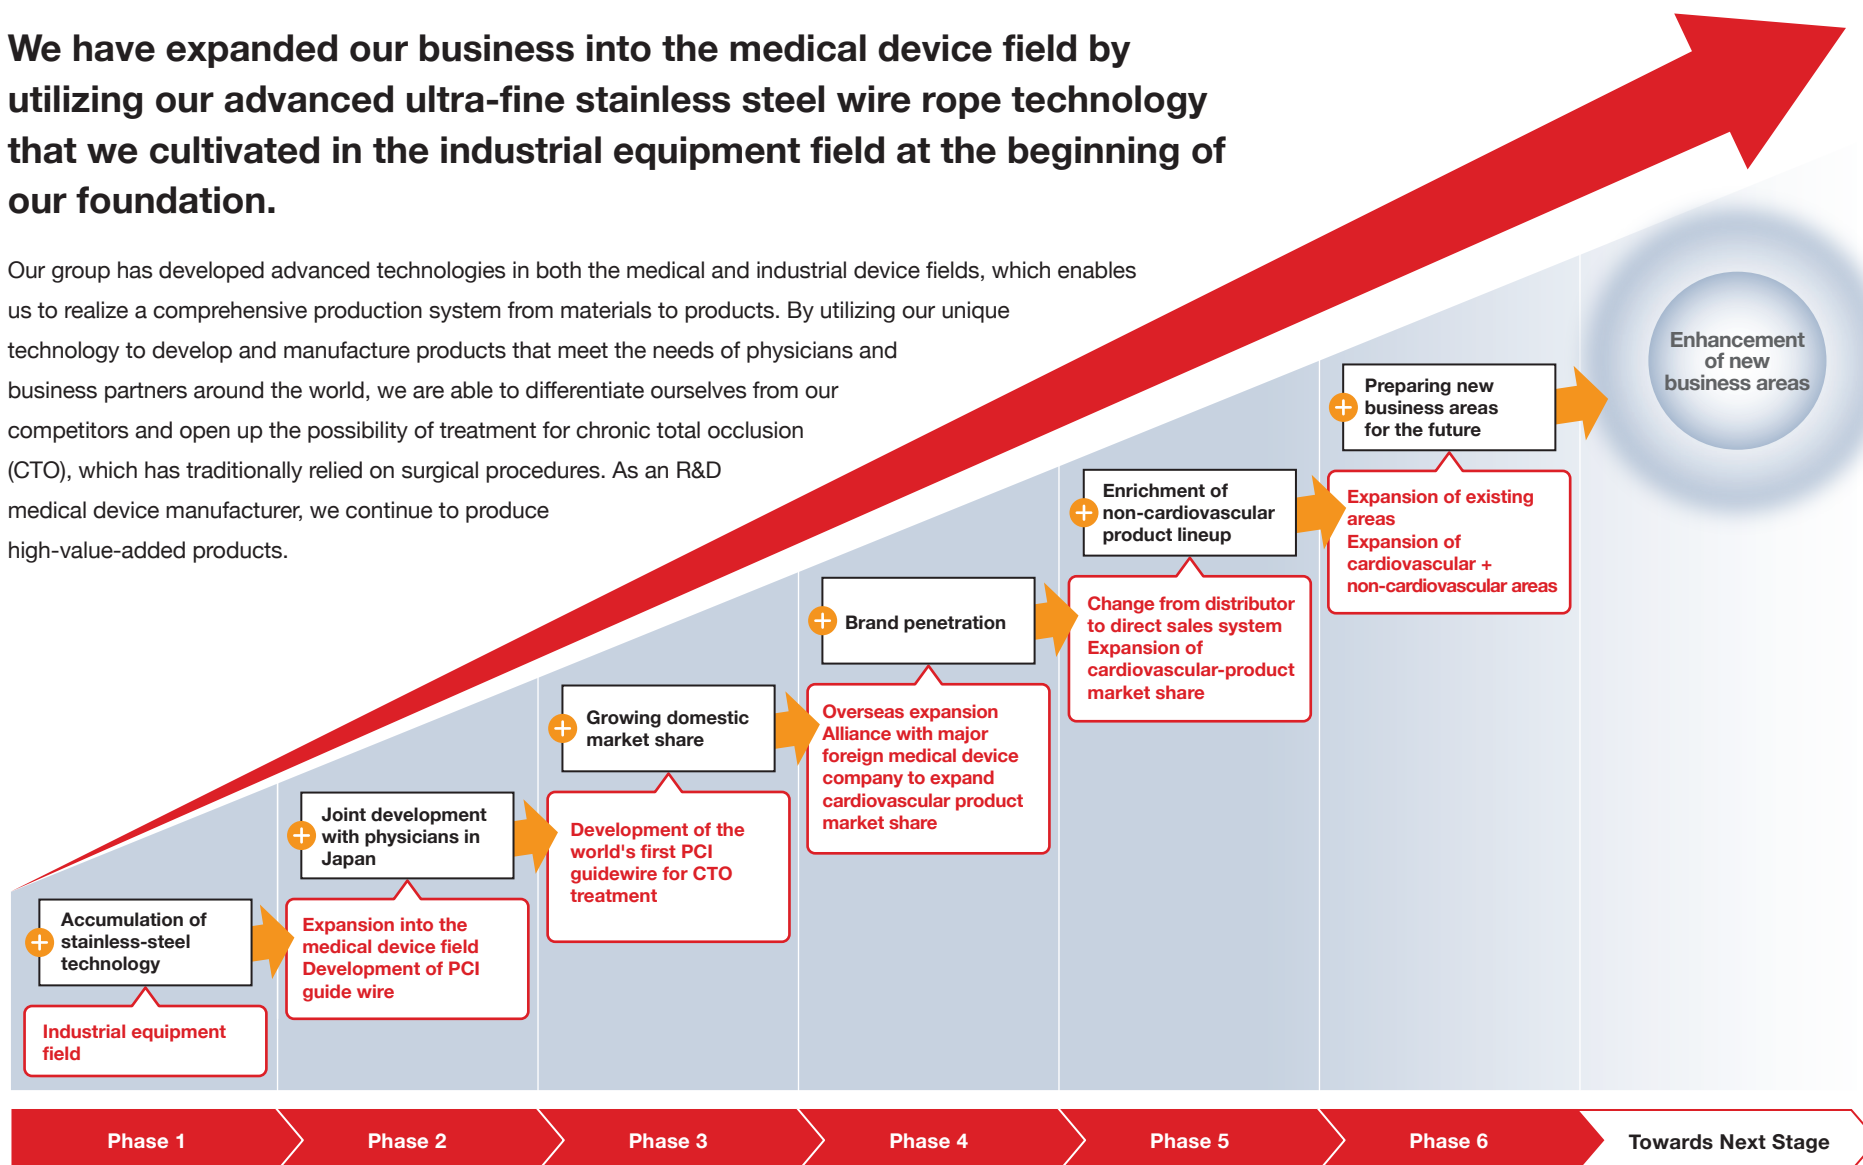 We have expanded our business into the medical device field by
utilizing our advanced ultra-fine stainless steel wire rope technology
that we cultivated in the industrial equipment field at the beginning of
our foundation.
Our group has developed advanced technologies in both the medical and industrial device fields, which enables
us to realize a comprehensive production system from materials to products. By utilizing our unique
technology to develop and manufacture products that meet the needs of physicians and
business partners around the world, we are able to differentiate ourselves from our
competitors and open up the possibility of treatment for chronic total occlusion
(CTO), which has traditionally relied on surgical procedures. As an R&D
medical device manufacturer, we continue to produce
high-value-added products.
Accumulation of
stainless-steel
technology
Industrial equipment
field
Joint development
with physicians in
Japan
Expansion into the
medical device field
Development of PCI
guide wire
Growing domestic
market share
Development of the
world's first PCI
guidewire for CTO
treatment
Brand penetration
Overseas expansion
Alliance with major
foreign medical device
company to expand
cardiovascular product
market share
Enrichment of
non-cardiovascular
product lineup
Change from distributor
to direct sales system
Expansion of
cardiovascular-product
market share
Preparing new
business areas
for the future
Expansion of existing
areas
Expansion of
cardiovascular +
non-cardiovascular areas
Enhancement
of new
business areas
Phase 1
Phase 2
Phase 3
Phase 4
Phase 5
Phase 6
Towards Next Stage